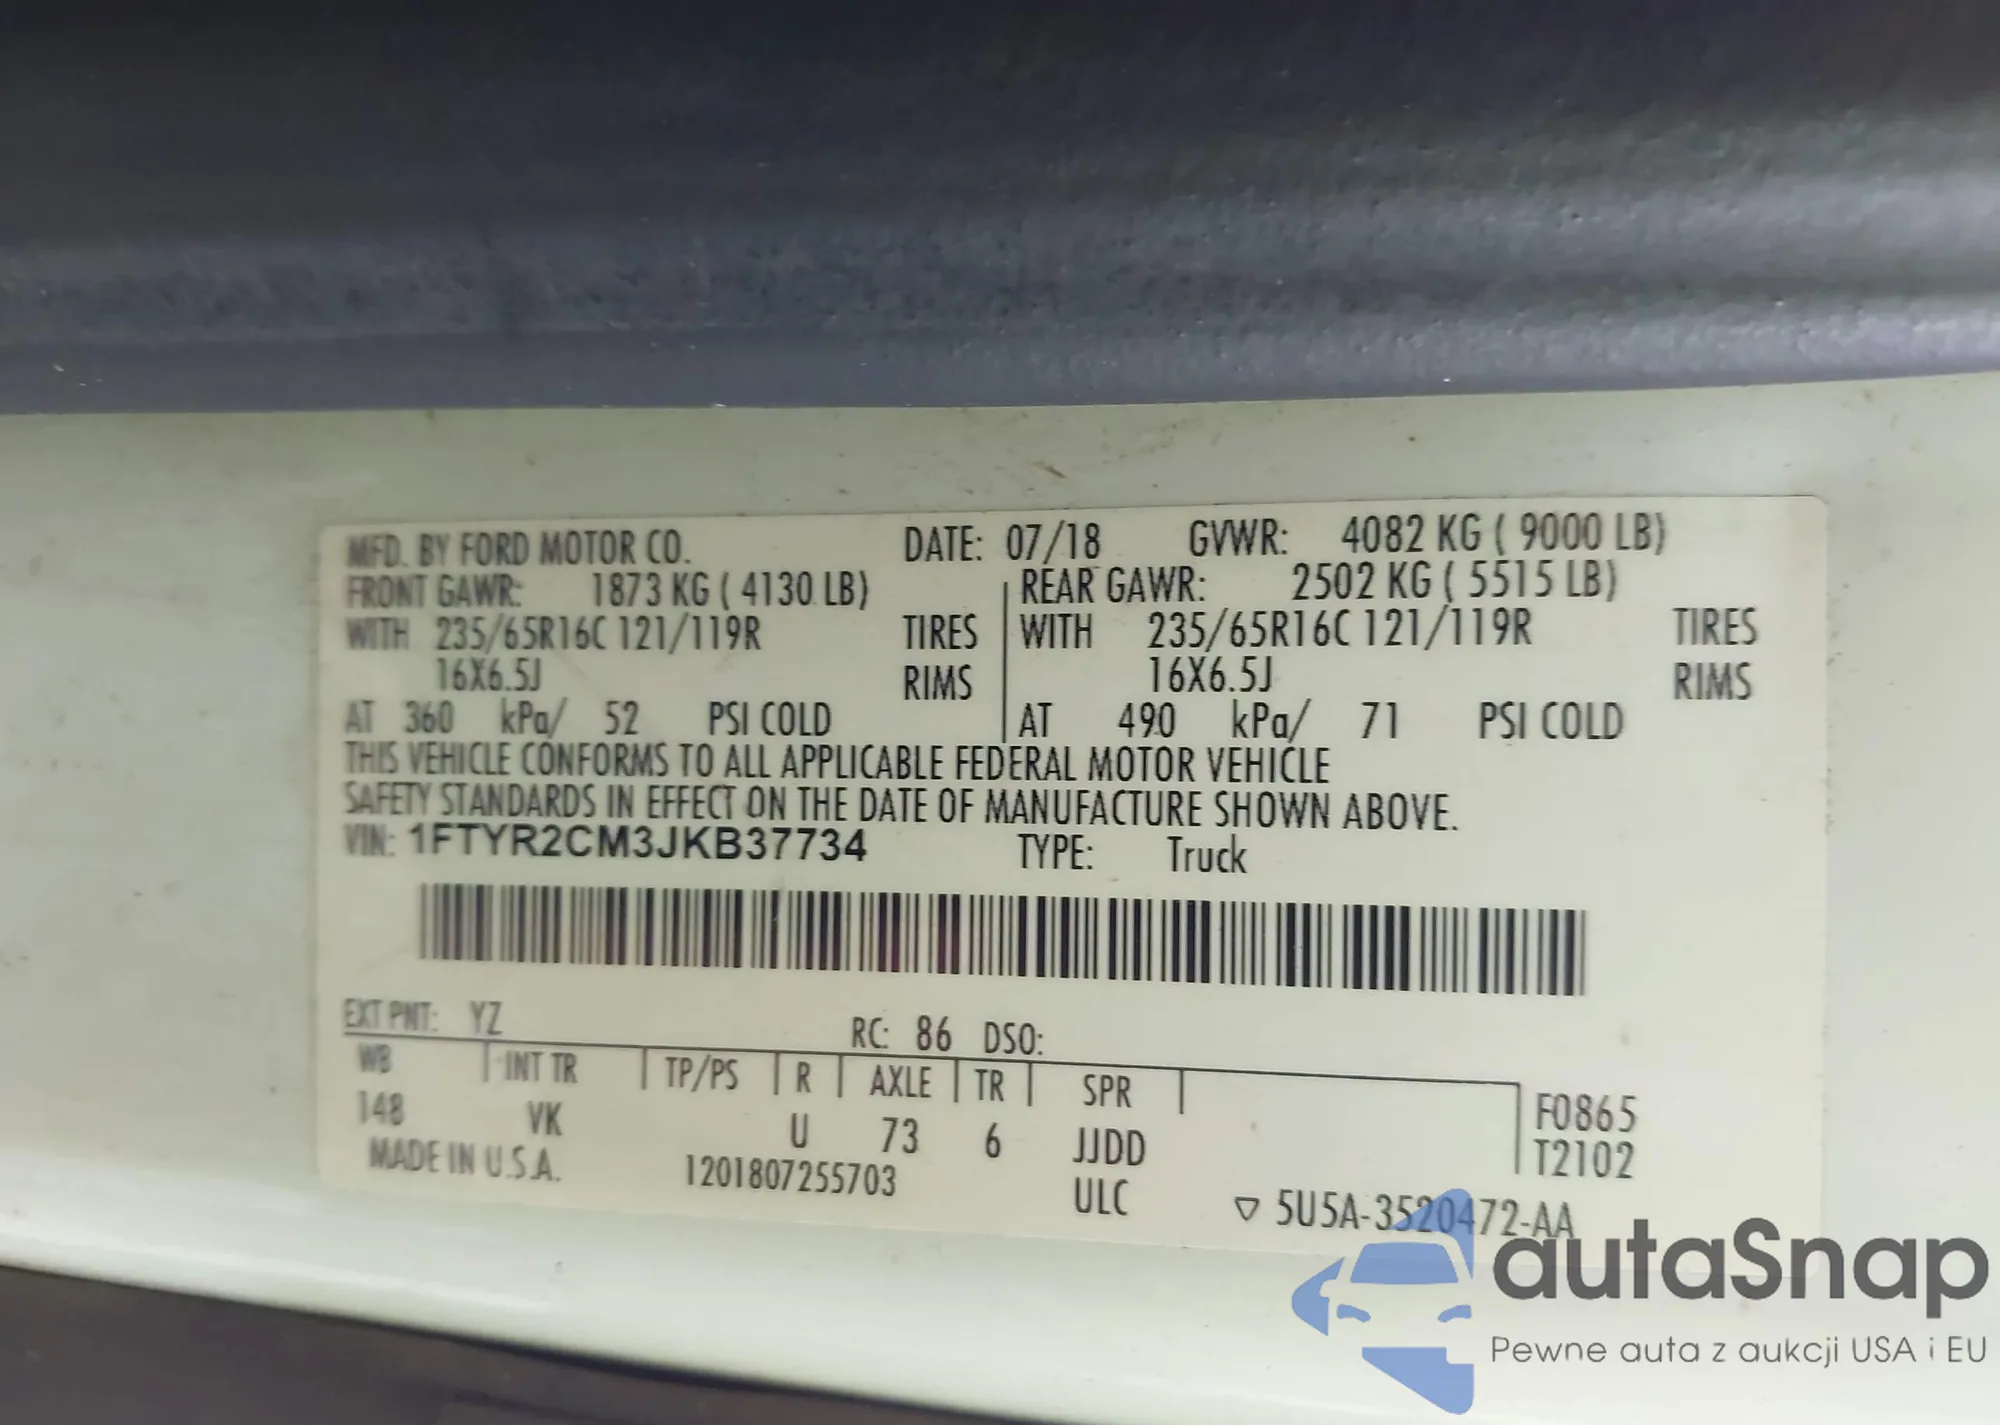 MFD. BY FORD MOTOR CO. DATE: 07/18 GVWR: 4082 KG ( 9000 LB)
FRONT GAWR: 1873 KG ( 4130 LB) REAR GAWR: 2502 KG ( 5515 LB)
WITH 235/65R16C 121/119R TIRES WITH 235/65R16C 121/119R TIRES
16X6.5J RIMS 16X6.5J RIMS
AT 360 kPa/ 52 PSI COLD AT 490 kPa/ 71 PSI COLD
THIS VEHICLE CONFORMS TO ALL APPLICABLE FEDERAL MOTOR VEHICLE
SAFETY STANDARDS IN EFFECT ON THE DATE OF MANUFACTURE SHOWN ABOVE.
VIN: 1FTYR2CM3JKB37734 TYPE: Truck
EXT PNT: YZ RC: 86 DSO:
WB INT TR TP/PS R AXLE TR SPR F0865
148 VK U 73 6 JJDD T2102
MADE IN U.S.A. 1201807255703 ULC ▽ 5U5A-3520472-AA
autaSnap
Pewne auta z aukcji USA i EU